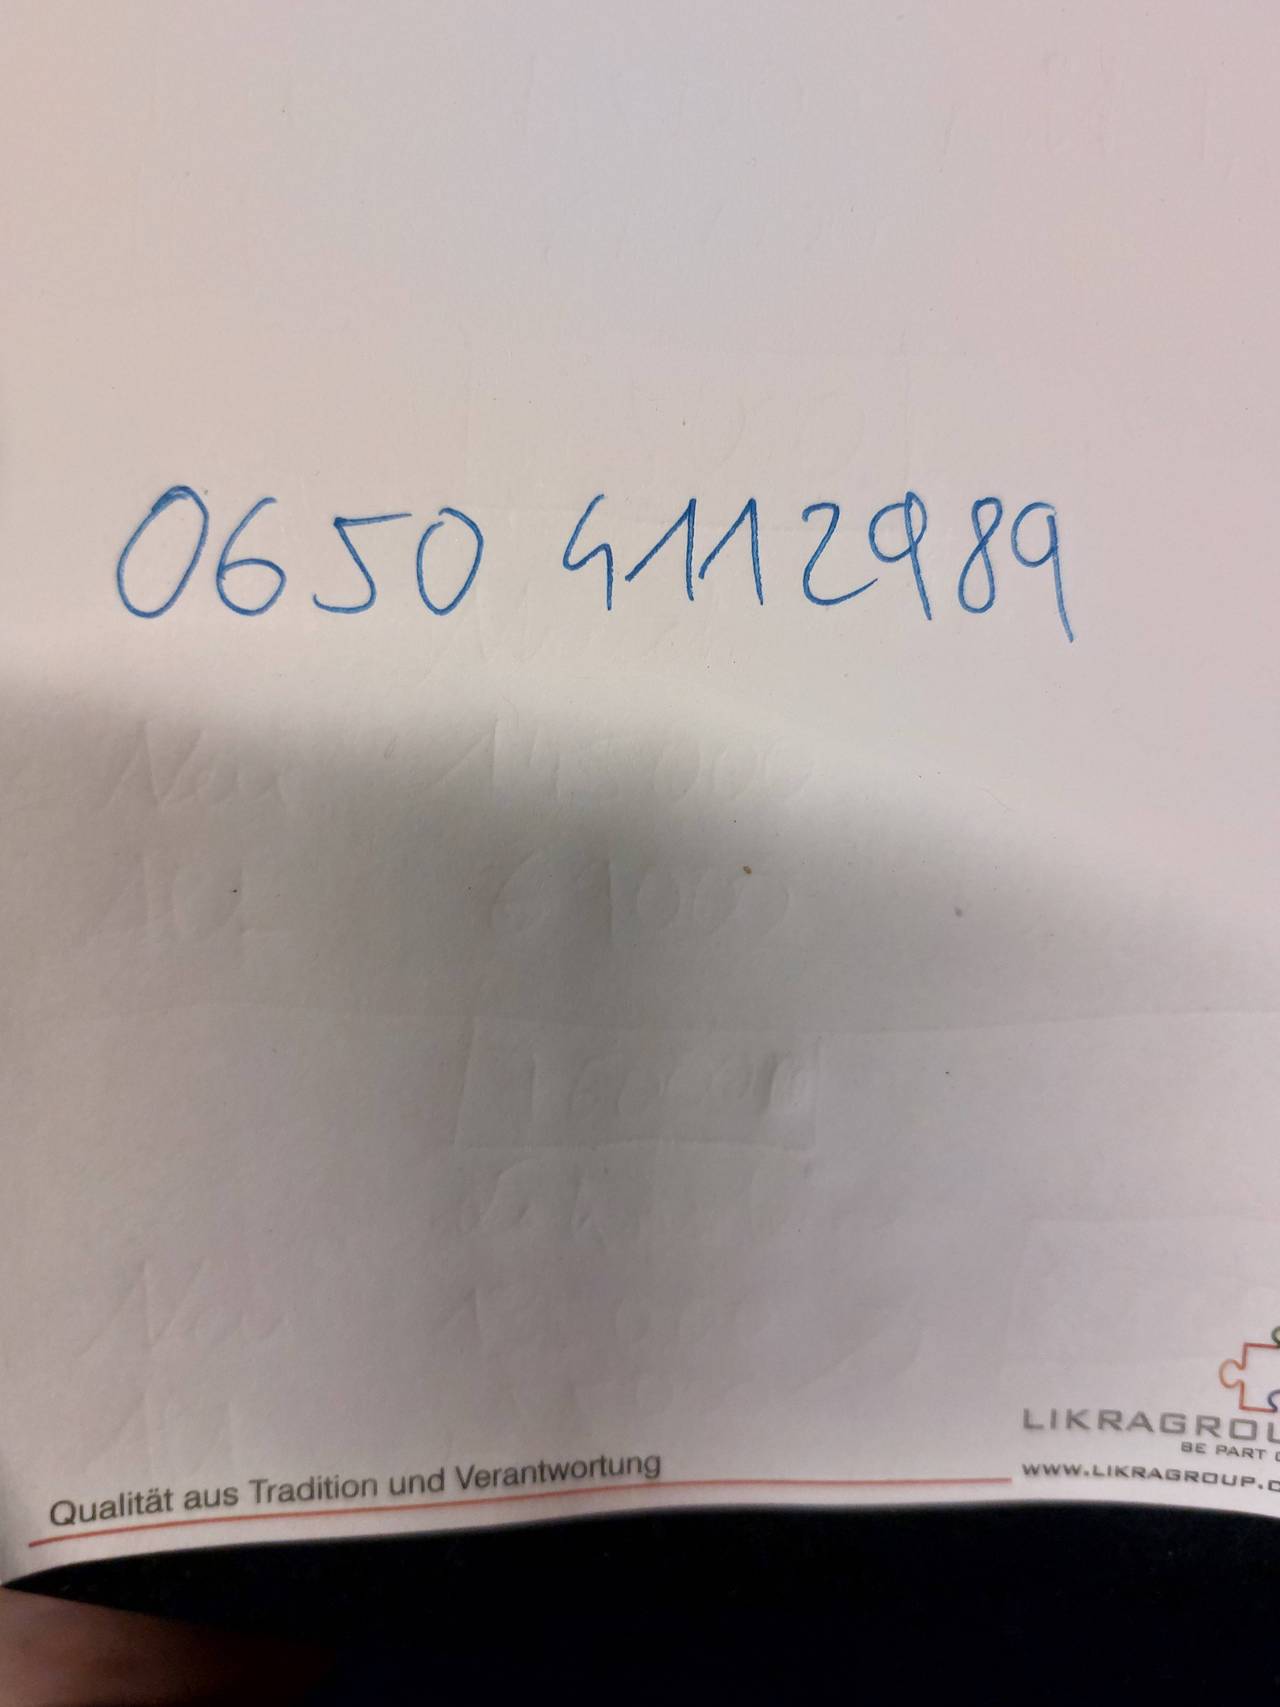 0650 4112989
LIKRAGROU
BE PART
WWW.LIKRAGROUP.
Qualität aus Tradition und Verantwortung